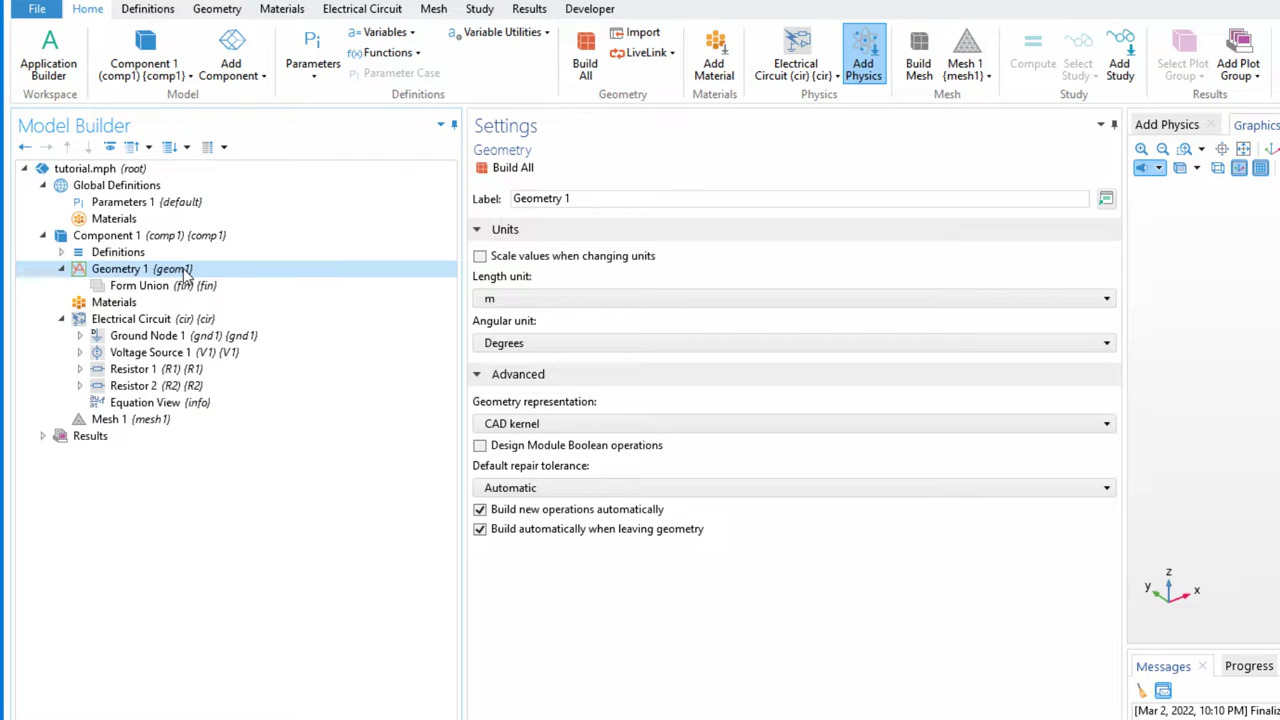 File Home Definitions Geometry Materials Electrical Circuit Mesh Study Results Developer
Application Builder
Workspace
Component 1 (comp1) {comp1}
Add Component
Model
Pi
Parameters
a= Variables
f(x) Functions
Parameter Case
a. Variable Utilities
Definitions
Build All
Import
LiveLink
Geometry
Add Material
Materials
Electrical Circuit (cir) {cir}
Add Physics
Physics
Build Mesh
Mesh 1 {mesh1}
Mesh
Compute
Select Study
Add Study
Study
Select Plot Group
Add Plot Group
Results
Model Builder
tutorial.mph (root)
Global Definitions
Pi Parameters 1 {default}
Materials
Component 1 (comp1) {comp1}
Definitions
Geometry 1 {geom1}
Form Union (fin) {fin}
Materials
Electrical Circuit (cir) {cir}
Ground Node 1 (gnd1) {gnd1}
Voltage Source 1 (V1) {V1}
Resistor 1 (R1) {R1}
Resistor 2 (R2) {R2}
Equation View {info}
Mesh 1 {mesh1}
Results
Settings
Geometry
Build All
Label: Geometry 1
Units
Scale values when changing units
Length unit:
m
Angular unit:
Degrees
Advanced
Geometry representation:
CAD kernel
Design Module Boolean operations
Default repair tolerance:
Automatic
Build new operations automatically
Build automatically when leaving geometry
Add Physics Graphics
z
y
x
Messages Progress
[Mar 2, 2022, 10:10 PM]